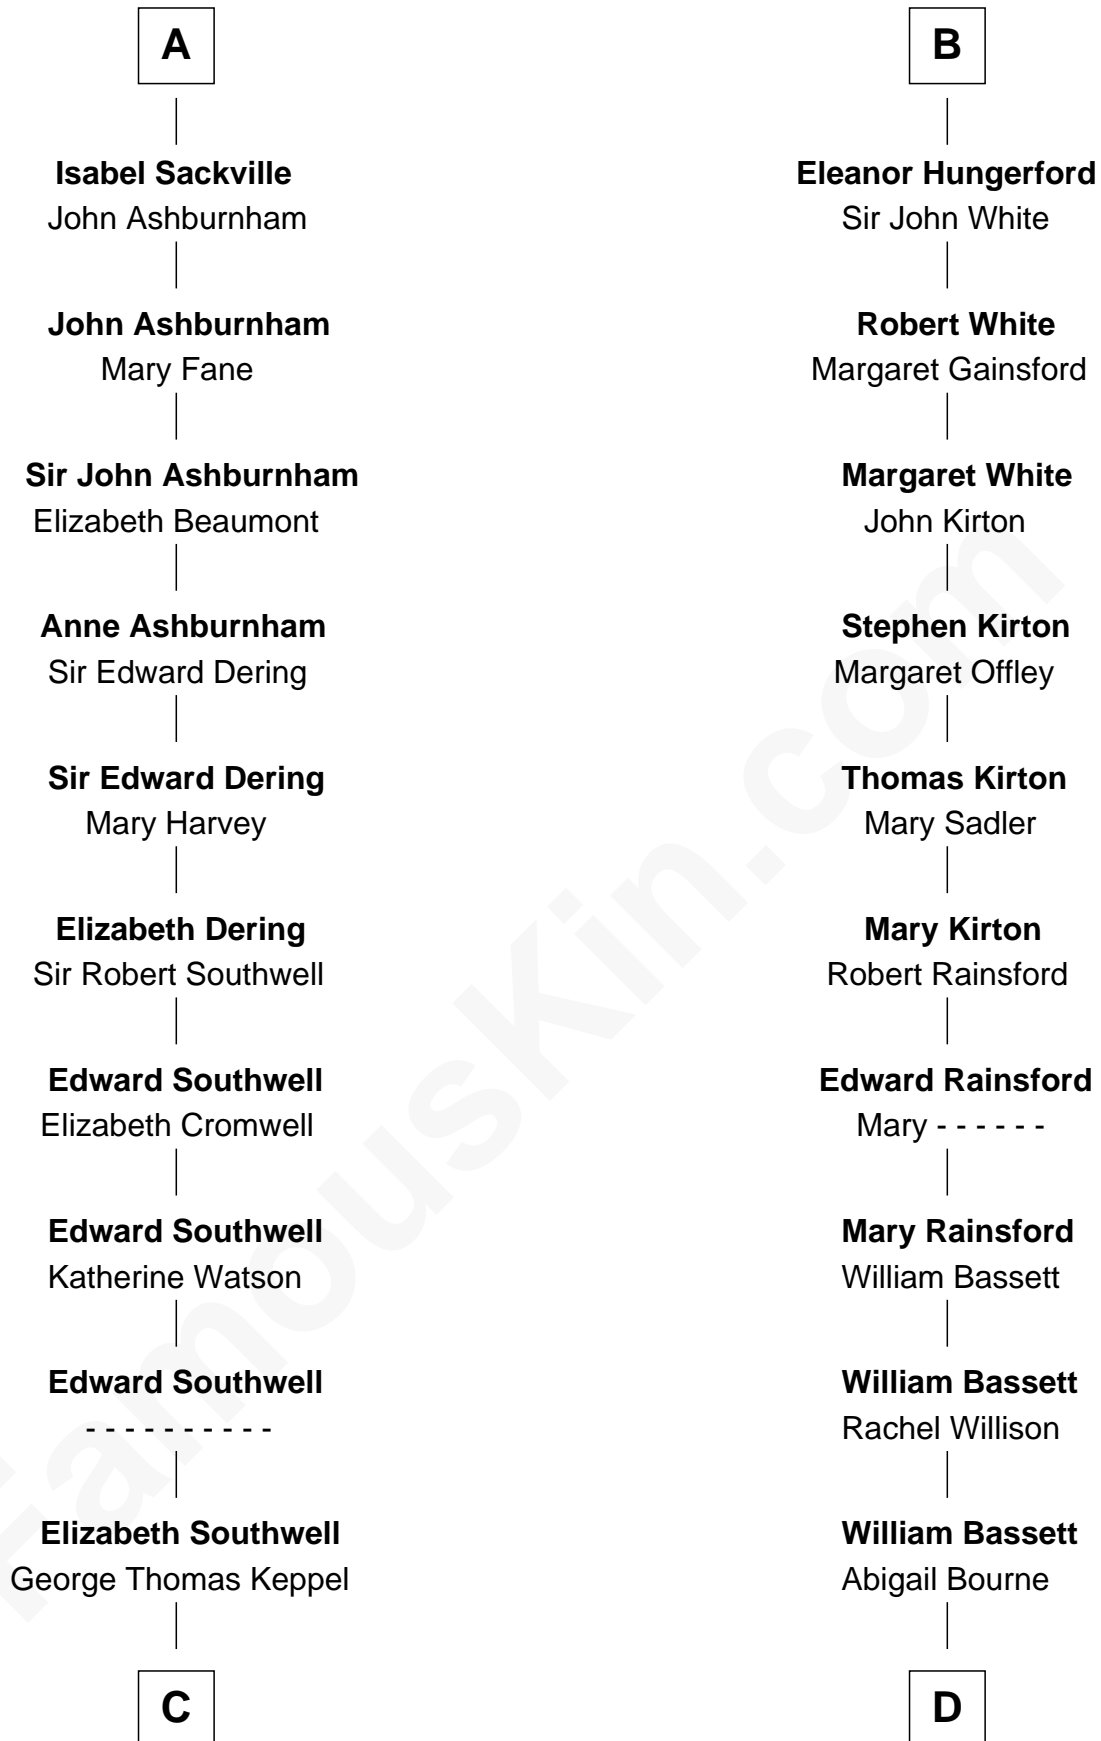 A
Isabel Sackville
John Ashburnham
John Ashburnham
Mary Fane
Sir John Ashburnham
Elizabeth Beaumont
Anne Ashburnham
Sir Edward Dering
Sir Edward Dering
Mary Harvey
Elizabeth Dering
Sir Robert Southwell
Edward Southwell
Elizabeth Cromwell
Edward Southwell
Katherine Watson
Edward Southwell
- - - - - - - - - -
Elizabeth Southwell
George Thomas Keppel
C
B
Eleanor Hungerford
Sir John White
Robert White
Margaret Gainsford
Margaret White
John Kirton
Stephen Kirton
Margaret Offley
Thomas Kirton
Mary Sadler
Mary Kirton
Robert Rainsford
Edward Rainsford
Mary - - - - - -
Mary Rainsford
William Bassett
William Bassett
Rachel Willison
William Bassett
Abigail Bourne
D
FamousKin.com